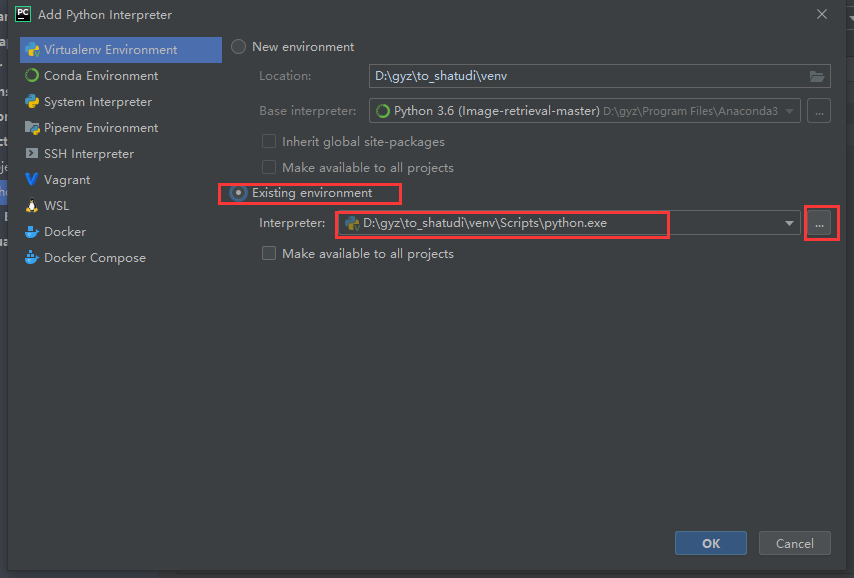 PC Add Python Interpreter
Virtualenv Environment
Conda Environment
System Interpreter
Pipenv Environment
SSH Interpreter
Vagrant
WSL
Docker
Docker Compose
New environment
Location: D:\gyz\to_shatudi\venv
Base interpreter: Python 3.6 (Image-retrieval-master) D:\gyz\Program Files\Anaconda3 ...
Inherit global site-packages
Make available to all projects
Existing environment
Interpreter: D:\gyz\to_shatudi\venv\Scripts\python.exe ...
Make available to all projects
OK Cancel